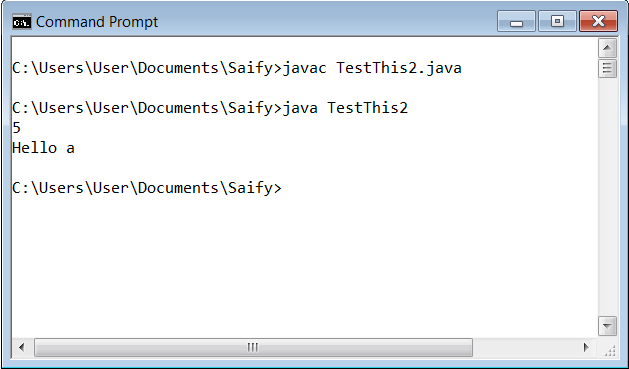 Command Prompt
C:\Users\User\Documents\Saify>javac TestThis2.java
C:\Users\User\Documents\Saify>java TestThis2
5
Hello a
C:\Users\User\Documents\Saify>